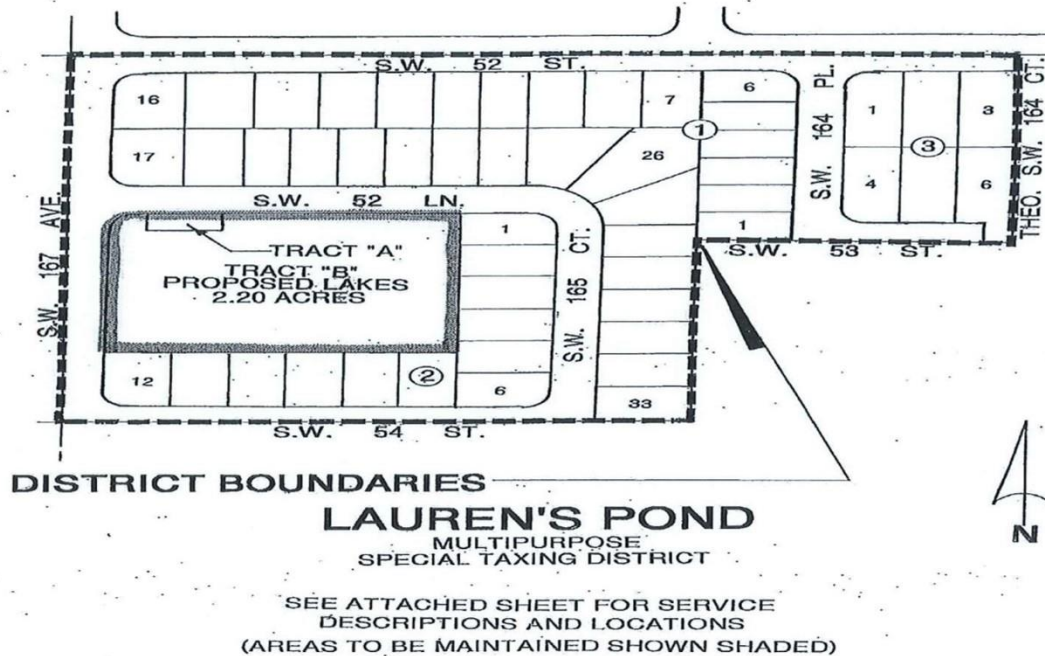 S.W. 52 ST.
16
7
6
S.W. 164 PL.
1
3
THEO. S.W. 164 CT.
1
3
17
26
4
6
S.W. 52 LN.
1
1
S.W. 53 ST.
S.W. 167 AVE.
TRACT "A"
TRACT "B"
PROPOSED LAKES
2.20 ACRES
S.W. 165 CT.
12
2
6
33
S.W. 54 ST.
DISTRICT BOUNDARIES
LAUREN'S POND
MULTIPURPOSE
SPECIAL TAXING DISTRICT
N
SEE ATTACHED SHEET FOR SERVICE
DESCRIPTIONS AND LOCATIONS
(AREAS TO BE MAINTAINED SHOWN SHADED)